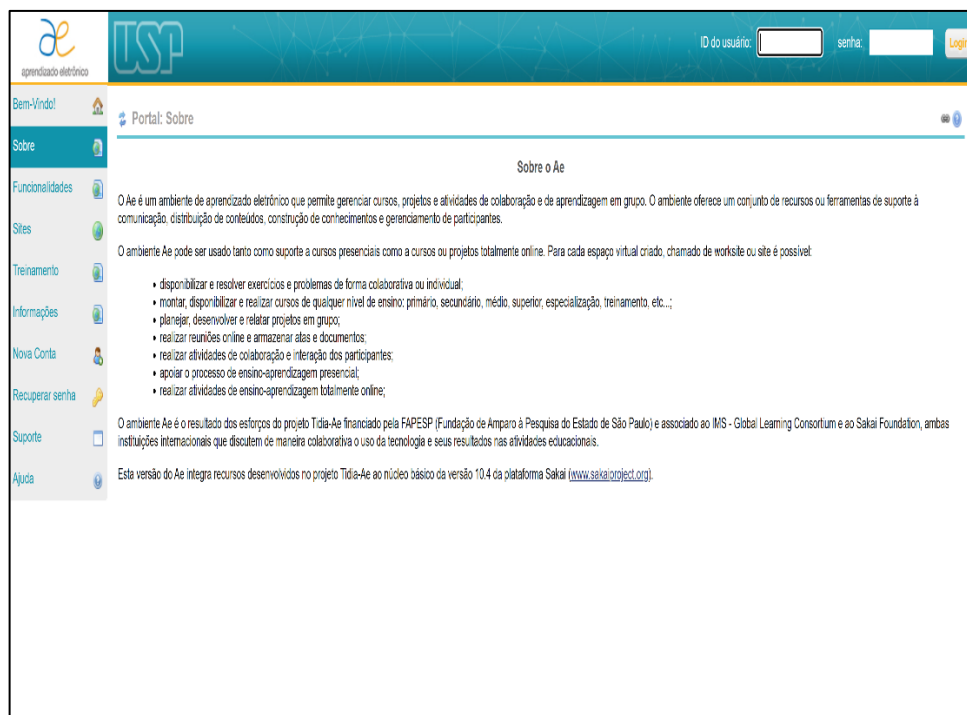 ae
aprendizado eletrônico
USP
ID do usuário:
senha:
Login
Bem-Vindo!
Sobre
Funcionalidades
Sites
Treinamento
Informações
Nova Conta
Recuperar senha
Suporte
Ajuda
Portal: Sobre
Sobre o Ae
O Ae é um ambiente de aprendizado eletrônico que permite gerenciar cursos, projetos e atividades de colaboração e de aprendizagem em grupo. O ambiente oferece um conjunto de recursos ou ferramentas de suporte à
comunicação, distribuição de conteúdos, construção de conhecimentos e gerenciamento de participantes.
O ambiente Ae pode ser usado tanto como suporte a cursos presenciais como a cursos ou projetos totalmente online. Para cada espaço virtual criado, chamado de worksite ou site é possível:
• disponibilizar e resolver exercícios e problemas de forma colaborativa ou individual;
• montar, disponibilizar e realizar cursos de qualquer nível de ensino: primário, secundário, médio, superior, especialização, treinamento, etc...;
• planejar, desenvolver e relatar projetos em grupo;
• realizar reuniões online e armazenar atas e documentos;
• realizar atividades de colaboração e interação dos participantes;
• apoiar o processo de ensino-aprendizagem presencial;
• realizar atividades de ensino-aprendizagem totalmente online;
O ambiente Ae é o resultado dos esforços do projeto Tidia-Ae financiado pela FAPESP (Fundação de Amparo à Pesquisa do Estado de São Paulo) e associado ao IMS - Global Learning Consortium e ao Sakai Foundation, ambas
instituições internacionais que discutem de maneira colaborativa o uso da tecnologia e seus resultados nas atividades educacionais.
Esta versão do Ae integra recursos desenvolvidos no projeto Tidia-Ae ao núcleo básico da versão 10.4 da plataforma Sakai (www.sakaiproject.org).